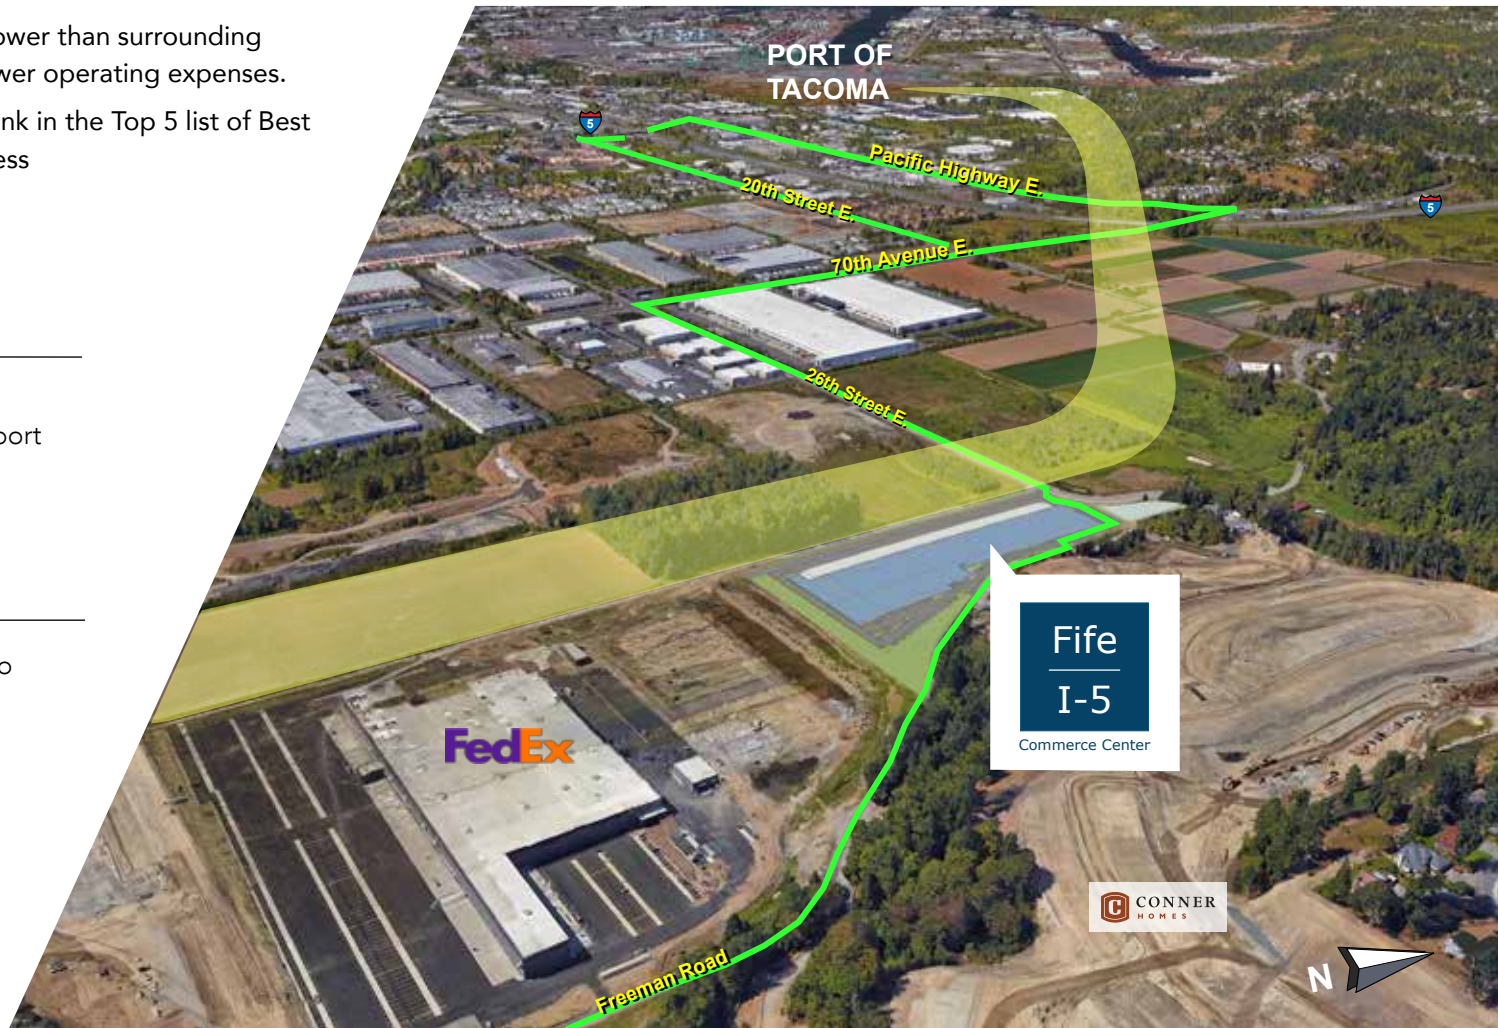 ower than surrounding
wer operating expenses.
nk in the Top 5 list of Best
ess
port
o
PORT OF
TACOMA
5
Pacific Highway E.
20th Street E.
5
70th Avenue E.
26th Street E.
Fife
I-5
Commerce Center
FedEx
C CONNER
HOMES
Freeman Road
N